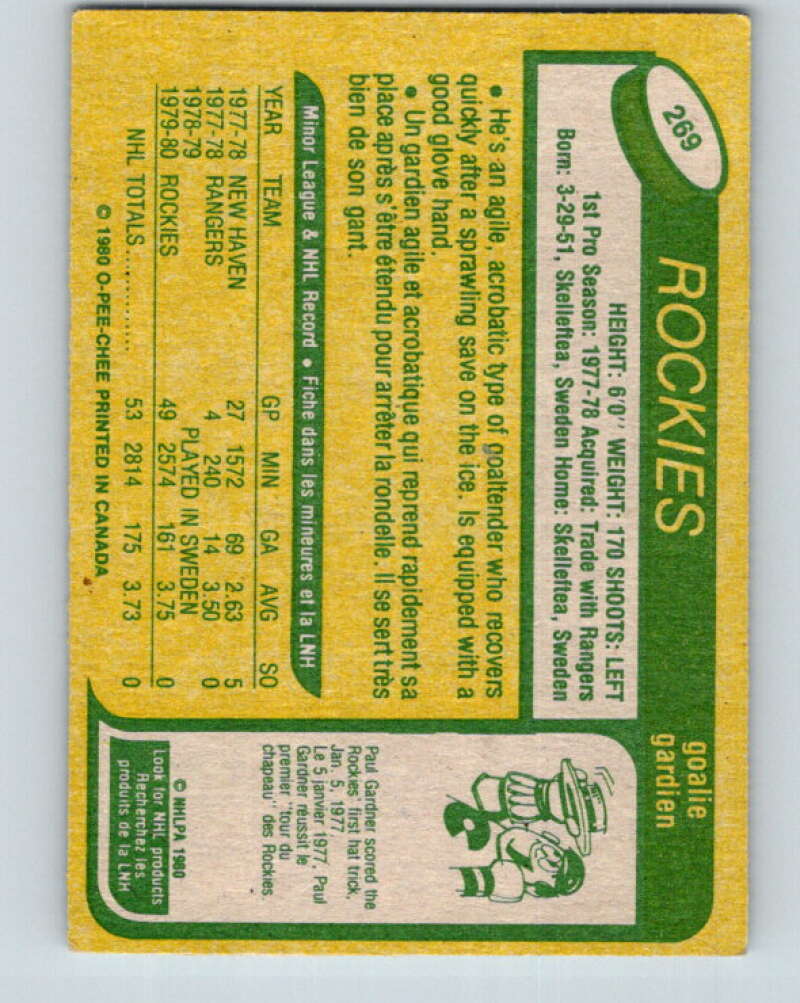 269
ROCKIES
goalie
gardien
HEIGHT: 6'0" WEIGHT: 170 SHOOTS: LEFT
1st Pro Season: 1977-78 Acquired: Trade with Rangers
Born: 3-29-51, Skelleftea, Sweden Home: Skelleftea, Sweden
• He's an agile, acrobatic type of goaltender who recovers
quickly after a sprawling save on the ice. Is equipped with a
good glove hand.
• Un gardien agile et acrobatique qui reprend rapidement sa
place après s'être étendu pour arrêter la rondelle. Il se sert très
bien de son gant.
Minor League & NHL Record • Fiche dans les mineures et la LNH
YEAR TEAM GP MIN GA AVG SO
1977-78 NEW HAVEN 27 1572 69 2.63 5
1977-78 RANGERS 4 240 14 3.50 0
1978-79 PLAYED IN SWEDEN
1979-80 ROCKIES 49 2574 161 3.75 0
NHL TOTALS.............. 53 2814 175 3.73 0
© 1980 O-PEE-CHEE PRINTED IN CANADA
Paul Gardner scored the
Rockies' first hat trick,
Jan. 5, 1977.
Le 5 janvier 1977, Paul
Gardner réussit le
premier "tour du
chapeau" des Rockies.
© NHLPA 1980
Look for NHL products
Recherchez les
produits de la LNH